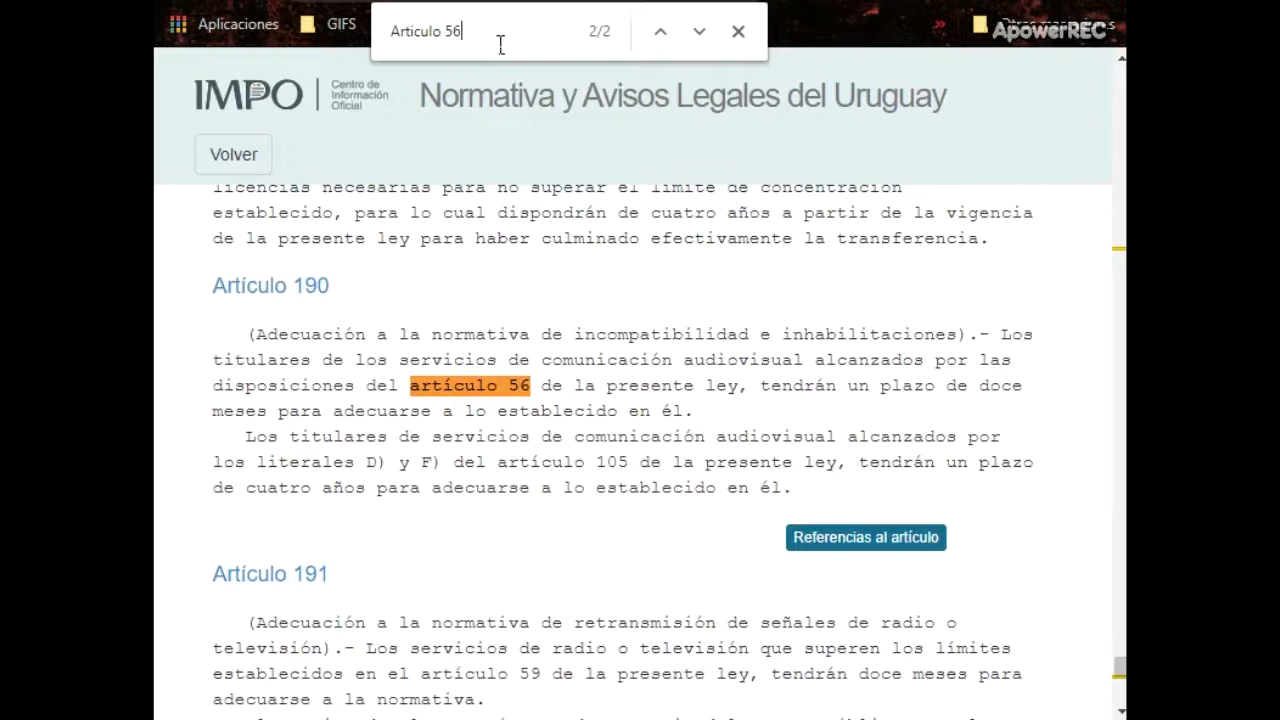 Aplicaciones
GIFS
Articulo 56
2/2
»
ApowerREC
IMPO
Centro de
Información
Oficial
Normativa y Avisos Legales del Uruguay
Volver
licencias necesarias para no superar el límite de concentración
establecido, para lo cual dispondrán de cuatro años a partir de la vigencia
de la presente ley para haber culminado efectivamente la transferencia.
Artículo 190
(Adecuación a la normativa de incompatibilidad e inhabilitaciones).- Los
titulares de los servicios de comunicación audiovisual alcanzados por las
disposiciones del artículo 56 de la presente ley, tendrán un plazo de doce
meses para adecuarse a lo establecido en él.
Los titulares de servicios de comunicación audiovisual alcanzados por
los literales D) y F) del artículo 105 de la presente ley, tendrán un plazo
de cuatro años para adecuarse a lo establecido en él.
Referencias al artículo
Artículo 191
(Adecuación a la normativa de retransmisión de señales de radio o
televisión).- Los servicios de radio o televisión que superen los límites
establecidos en el artículo 59 de la presente ley, tendrán doce meses para
adecuarse a la normativa.